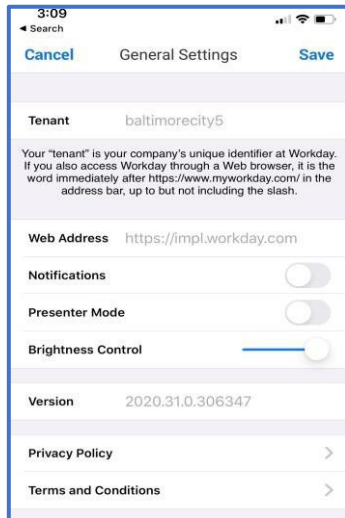 3:09
◄ Search
Cancel General Settings Save
Tenant baltimorecity5
Your “tenant” is your company’s unique identifier at Workday.
If you also access Workday through a Web browser, it is the
word immediately after https://www.myworkday.com/ in the
address bar, up to but not including the slash.
Web Address https://impl.workday.com
Notifications
Presenter Mode
Brightness Control
Version 2020.31.0.306347
Privacy Policy
Terms and Conditions